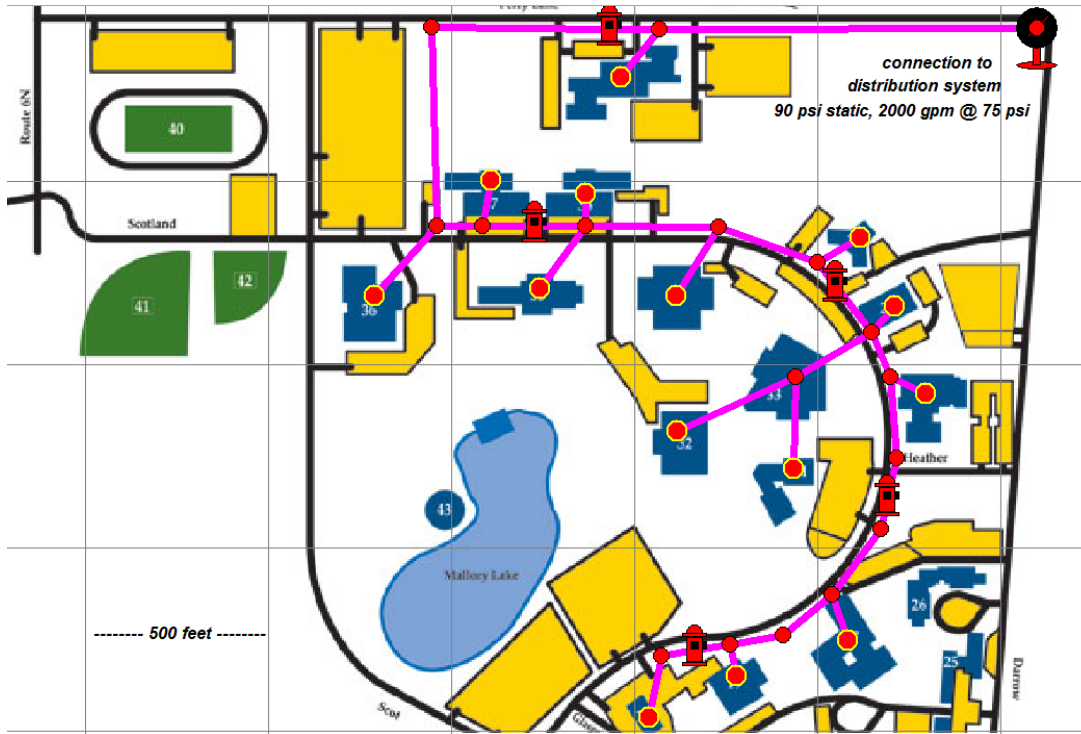 connection to
distribution system
90 psi static, 2000 gpm @ 75 psi
Route 6N
40
Scotland
41
42
36
33
32
Heather
43
Mallory Lake
26
25
-------- 500 feet --------
Darrow
Scot